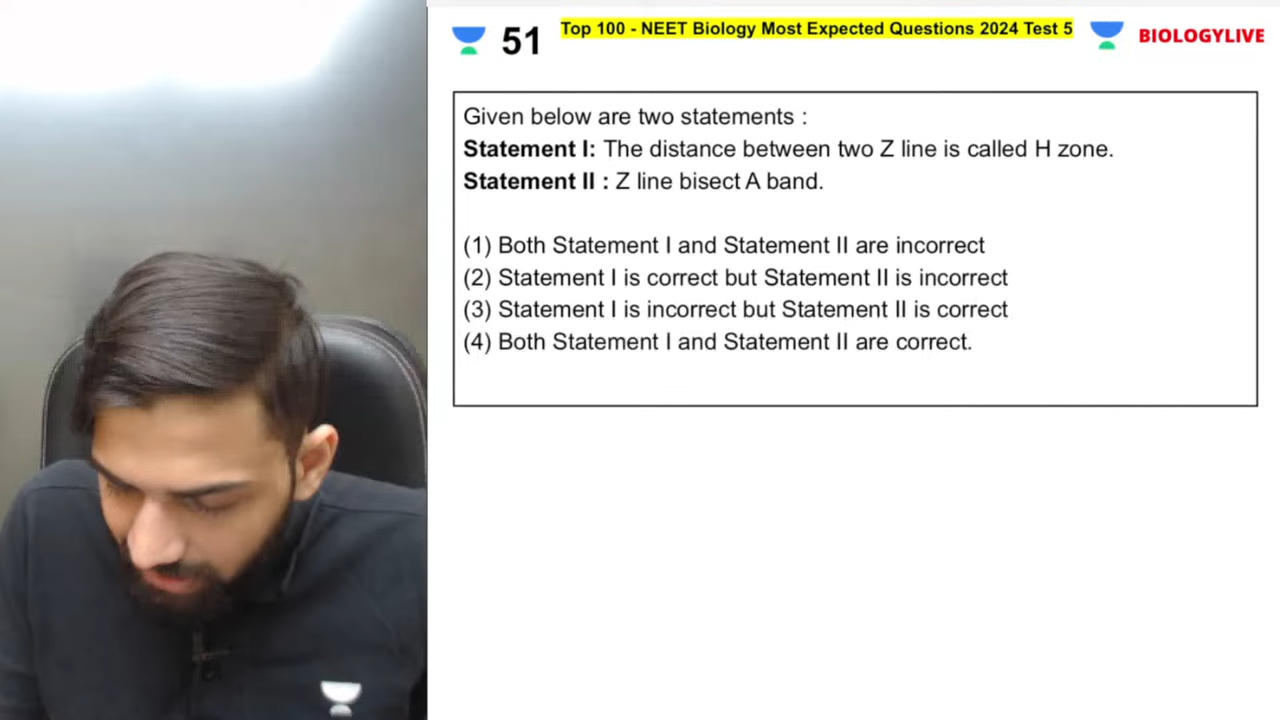 51
Top 100 - NEET Biology Most Expected Questions 2024 Test 5
BIOLOGYLIVE
Given below are two statements :
Statement I: The distance between two Z line is called H zone.
Statement II : Z line bisect A band.
(1) Both Statement I and Statement II are incorrect
(2) Statement I is correct but Statement II is incorrect
(3) Statement I is incorrect but Statement II is correct
(4) Both Statement I and Statement II are correct.